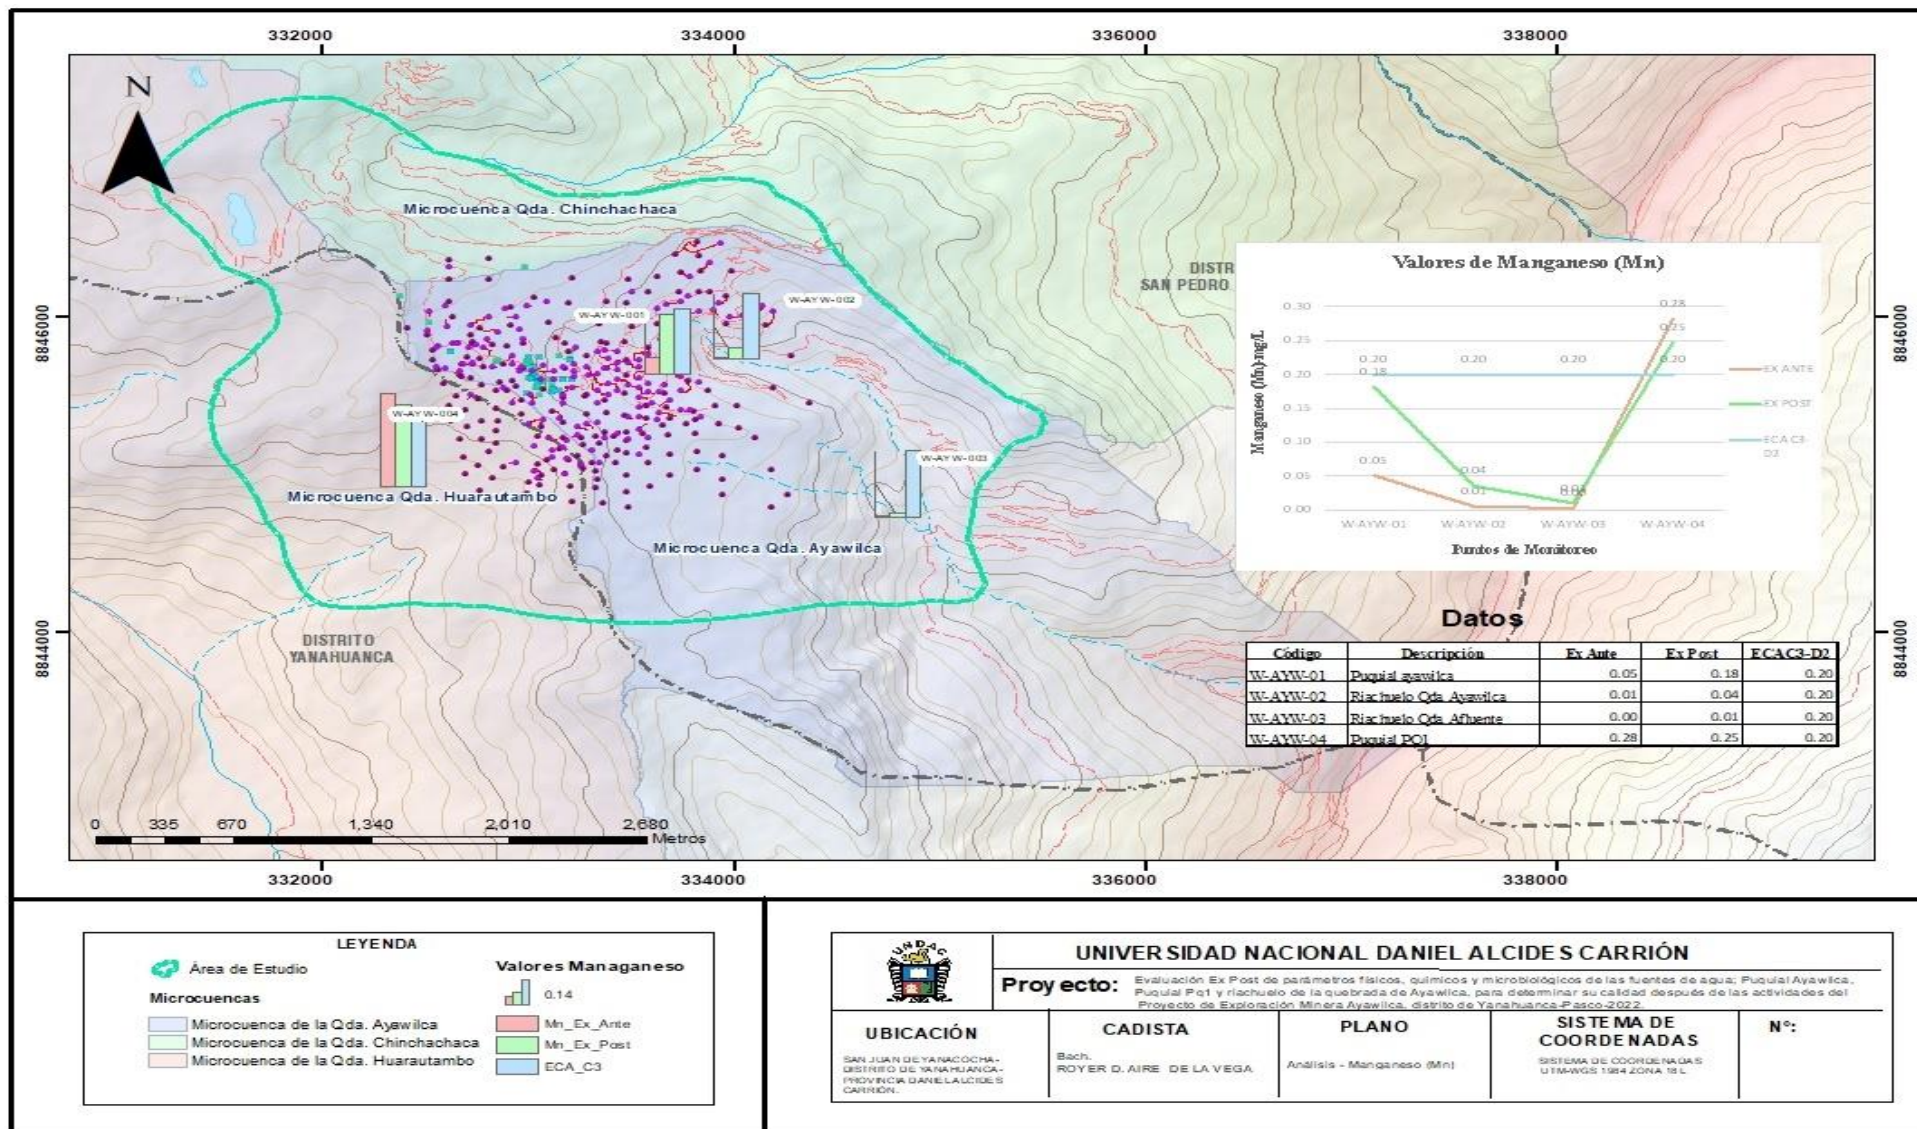 332000 334000 336000 338000
N
Microcuenca Qda. Chinchachaca
DISTR
SAN PEDRO
8846000
8846000
W-AYW-001
W-AYW-002
W-AYW-004
W-AYW-003
Microcuenca Qda. Huarautambo
Microcuenca Qda. Ayawilca
DISTRITO
YANAHUANCA
8844000
8844000
Valores de Manganeso (Mn)
Manganeso (Mn)-mg/L
0.30
0.25
0.20
0.15
0.10
0.05
0.00
0.20 0.20 0.20 0.20
0.18
0.05
0.04
0.01
0.28
0.25
W-AYW-01 W-AYW-02 W-AYW-03 W-AYW-04
Puntos de Monitoreo
EX ANTE
EX POST
ECA C3-
D2
Datos
Código Descripción Ex Ante Ex Post ECAC3-D2
W-AYW-01 Puquial ayawilca 0.05 0.18 0.20
W-AYW-02 Riachuelo Qda Ayawilca 0.01 0.04 0.20
W-AYW-03 Riachuelo Qda Afluente 0.00 0.01 0.20
W-AYW-04 Puquial PO1 0.28 0.25 0.20
0 335 670 1,340 2,010 2,680
Metros
332000 334000 336000 338000
LEYENDA
Área de Estudio
Microcuencas
Microcuenca de la Qda. Ayawilca
Microcuenca de la Qda. Chinchachaca
Microcuenca de la Qda. Huarautambo
Valores Managaneso
0.14
Mn_Ex_Ante
Mn_Ex_Post
ECA_C3
UNDAC
UNIVERSIDAD NACIONAL DANIEL ALCIDES CARRIÓN
Proyecto: Evaluación Ex Post de parámetros físicos, químicos y microbiológicos de las fuentes de agua; Puquial Ayawilca,
Puquial Pq1 y riachuelo de la quebrada de Ayawilca, para determinar su calidad después de las actividades del
Proyecto de Exploración Minera Ayawilca, distrito de Yanahuanca-Pasco-2022.
UBICACIÓN
SAN JUAN DE YANACOCHA-
DISTRITO DE YANAHUANCA-
PROVINCIA DANIEL ALCIDES
CARRIÓN.
CADISTA
Bach.
ROYER D. AIRE DE LA VEGA
PLANO
Análisis - Manganeso (Mn)
SISTEMA DE
COORDENADAS
SISTEMA DE COORDENADAS
UTM-WGS 1984 ZONA 18 L
N°: